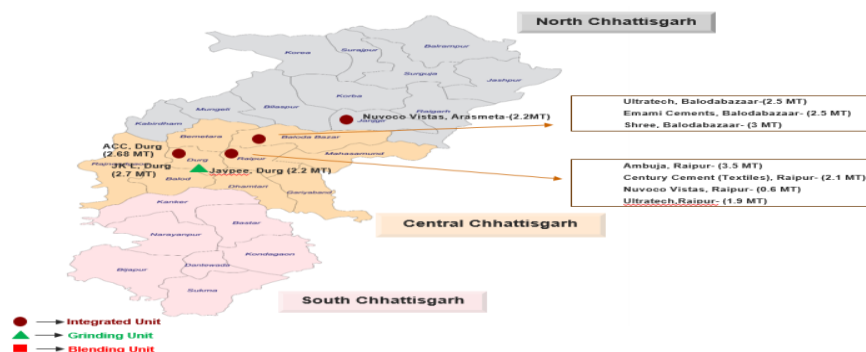 North Chhattisgarh
Korea
Surajpur
Balrampur
Surguja
Jashpur
Korba
Mungeli
Bilaspur
Raigarh
Kabirdham
Nuvoco Vistas, Arasmeta-(2.2MT)
Janjgir
Bemetara
Baloda Bazar
ACC, Durg
(2.68 MT)
Durg
Raipur
Mahasamund
JK L, Durg
(2.7 MT)
Jaypee, Durg (2.2 MT)
Balod
Dhamtari
Gariyaband
Ultratech, Balodabazaar-(2.5 MT)
Emami Cements, Balodabazaar- (2.5 MT)
Shree, Balodabazaar- (3 MT)
Ambuja, Raipur- (3.5 MT)
Century Cement (Textiles), Raipur- (2.1 MT)
Nuvoco Vistas, Raipur- (0.6 MT)
Ultratech,Raipur- (1.9 MT)
Kanker
Central Chhattisgarh
Bastar
Narayanpur
Kondagaon
Bijapur
Dantewada
Sukma
South Chhattisgarh
Integrated Unit
Grinding Unit
Blending Unit